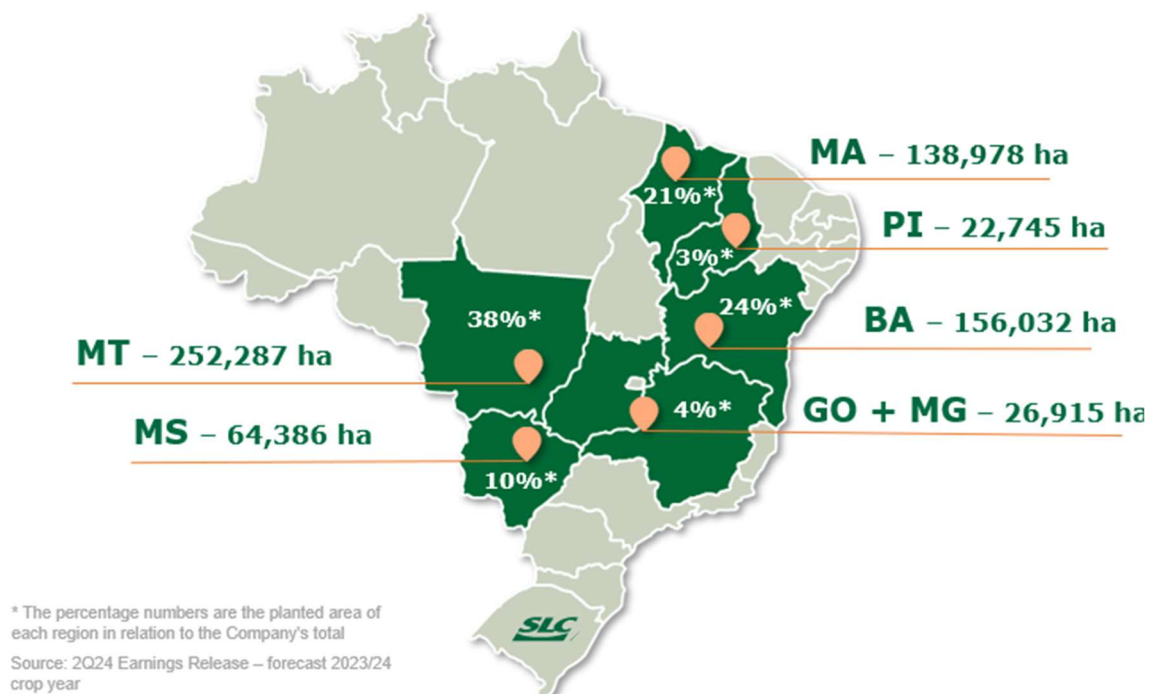 MA – 138,978 ha
21%*
PI – 22,745 ha
3%*
24%*
BA – 156,032 ha
38%*
MT – 252,287 ha
4%*
GO + MG – 26,915 ha
MS – 64,386 ha
10%*
* The percentage numbers are the planted area of
each region in relation to the Company's total
SLC
Source: 2Q24 Earnings Release – forecast 2023/24
crop year